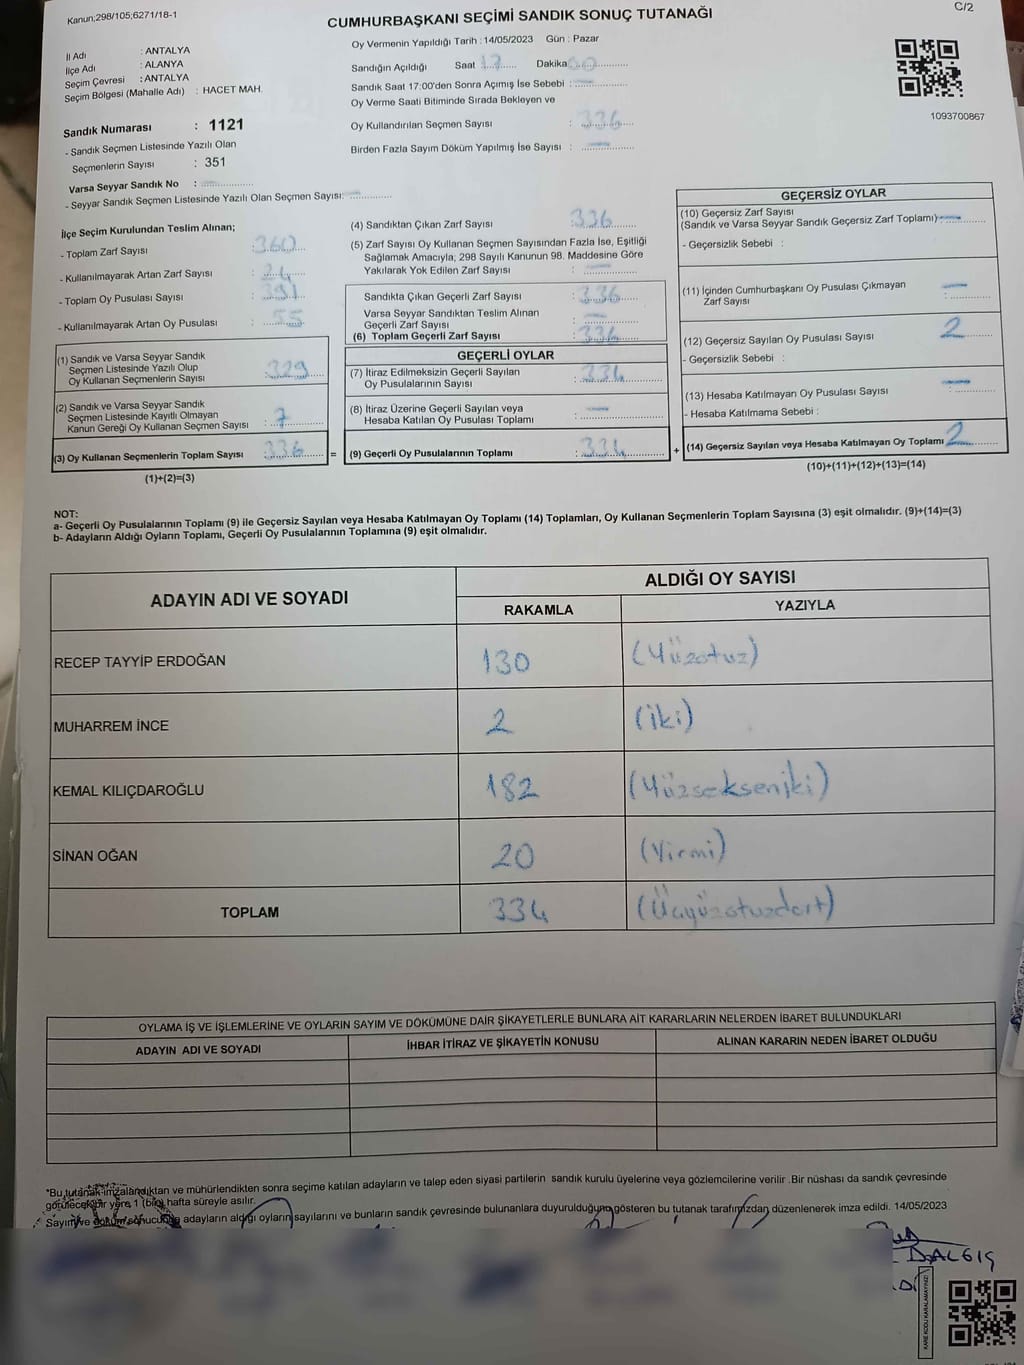 Kanun;298/105;6271/18-1
C/2
CUMHURBAŞKANI SEÇİMİ SANDIK SONUÇ TUTANAĞI
İl Adı : ANTALYA
İlçe Adı : ALANYA
Seçim Çevresi : ANTALYA
Seçim Bölgesi (Mahalle Adı) : HACET MAH.
Sandık Numarası : 1121
- Sandık Seçmen Listesinde Yazılı Olan
Seçmenlerin Sayısı : 351
Varsa Seyyar Sandık No :
- Seyyar Sandık Seçmen Listesinde Yazılı Olan Seçmen Sayısı:
Oy Vermenin Yapıldığı Tarih : 14/05/2023 Gün : Pazar
Sandığın Açıldığı Saat 17 Dakika 00
Sandık Saat 17:00'den Sonra Açımış İse Sebebi :
Oy Verme Saati Bitiminde Sırada Bekleyen ve
Oy Kullandırılan Seçmen Sayısı : 336
Birden Fazla Sayım Döküm Yapılmış İse Sayısı :
1093700867
İlçe Seçim Kurulundan Teslim Alınan;
- Toplam Zarf Sayısı : 360
- Kullanılmayarak Artan Zarf Sayısı : 24
- Toplam Oy Pusulası Sayısı : 391
- Kullanılmayarak Artan Oy Pusulası : 55
(1) Sandık ve Varsa Seyyar Sandık
Seçmen Listesinde Yazılı Olup
Oy Kullanan Seçmenlerin Sayısı : 329
(2) Sandık ve Varsa Seyyar Sandık
Seçmen Listesinde Kayıtlı Olmayan
Kanun Gereği Oy Kullanan Seçmen Sayısı : 7
(3) Oy Kullanan Seçmenlerin Toplam Sayısı 336
(1)+(2)=(3)
(4) Sandıktan Çıkan Zarf Sayısı : 336
(5) Zarf Sayısı Oy Kullanan Seçmen Sayısından Fazla İse, Eşitliği
Sağlamak Amacıyla; 298 Sayılı Kanunun 98. Maddesine Göre
Yakılarak Yok Edilen Zarf Sayısı :
Sandıkta Çıkan Geçerli Zarf Sayısı : 336
Varsa Seyyar Sandıktan Teslim Alınan
Geçerli Zarf Sayısı :
(6) Toplam Geçerli Zarf Sayısı : 336
GEÇERLİ OYLAR
(7) İtiraz Edilmeksizin Geçerli Sayılan
Oy Pusulalarının Sayısı : 334
(8) İtiraz Üzerine Geçerli Sayılan veya
Hesaba Katılan Oy Pusulası Toplamı :
= (9) Geçerli Oy Pusulalarının Toplamı : 334
GEÇERSİZ OYLAR
(10) Geçersiz Zarf Sayısı
(Sandık ve Varsa Seyyar Sandık Geçersiz Zarf Toplamı) :
- Geçersizlik Sebebi :
(11) İçinden Cumhurbaşkanı Oy Pusulası Çıkmayan
Zarf Sayısı :
(12) Geçersiz Sayılan Oy Pusulası Sayısı : 2
- Geçersizlik Sebebi :
(13) Hesaba Katılmayan Oy Pusulası Sayısı :
- Hesaba Katılmama Sebebi :
+ (14) Geçersiz Sayılan veya Hesaba Katılmayan Oy Toplamı 2
(10)+(11)+(12)+(13)=(14)
NOT:
a- Geçerli Oy Pusulalarının Toplamı (9) ile Geçersiz Sayılan veya Hesaba Katılmayan Oy Toplamı (14) Toplamları, Oy Kullanan Seçmenlerin Toplam Sayısına (3) eşit olmalıdır. (9)+(14)=(3)
b- Adayların Aldığı Oyların Toplamı, Geçerli Oy Pusulalarının Toplamına (9) eşit olmalıdır.
ADAYIN ADI VE SOYADI
ALDIĞI OY SAYISI
RAKAMLA YAZIYLA
RECEP TAYYİP ERDOĞAN 130 (Yüzotuz)
MUHARREM İNCE 2 (iki)
KEMAL KILIÇDAROĞLU 182 (Yüzsekseniki)
SİNAN OĞAN 20 (Yirmi)
TOPLAM 334 (Üçyüzotuzdört)
OYLAMA İŞ VE İŞLEMLERİNE VE OYLARIN SAYIM VE DÖKÜMÜNE DAİR ŞİKAYETLERLE BUNLARA AİT KARARLARIN NELERDEN İBARET BULUNDUKLARI
ADAYIN ADI VE SOYADI İHBAR İTİRAZ VE ŞİKAYETİN KONUSU ALINAN KARARIN NEDEN İBARET OLDUĞU
*Bu tutanak imzalandıktan ve mühürlendikten sonra seçime katılan adayların ve talep eden siyasi partilerin sandık kurulu üyelerine veya gözlemcilerine verilir .Bir nüshası da sandık çevresinde
görülecek bir yere 1 (bir) hafta süreyle asılır.
Sayım ve döküm sonucunda adayların aldığı oyların sayılarını ve bunların sandık çevresinde bulunanlara duyurulduğunu gösteren bu tutanak tarafımızdan düzenlenerek imza edildi. 14/05/2023
DALGIÇ
KARE KODU KARALAMAYINIZ!